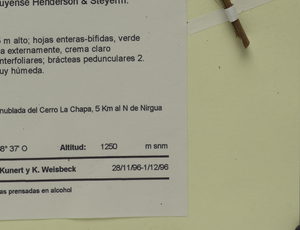 uyense Henderson & Steyerm.
m alto; hojas enteras-bifidas, verde
a externamente, crema claro
nterfoliares; brácteas pedunculares 2.
uy húmeda.
nublada del Cerro La Chapa, 5 Km al N de Nirgua
8° 37' O Altitud: 1250 m snm
Kunert y K. Weisbeck 28/11/96-1/12/96
as prensadas en alcohol